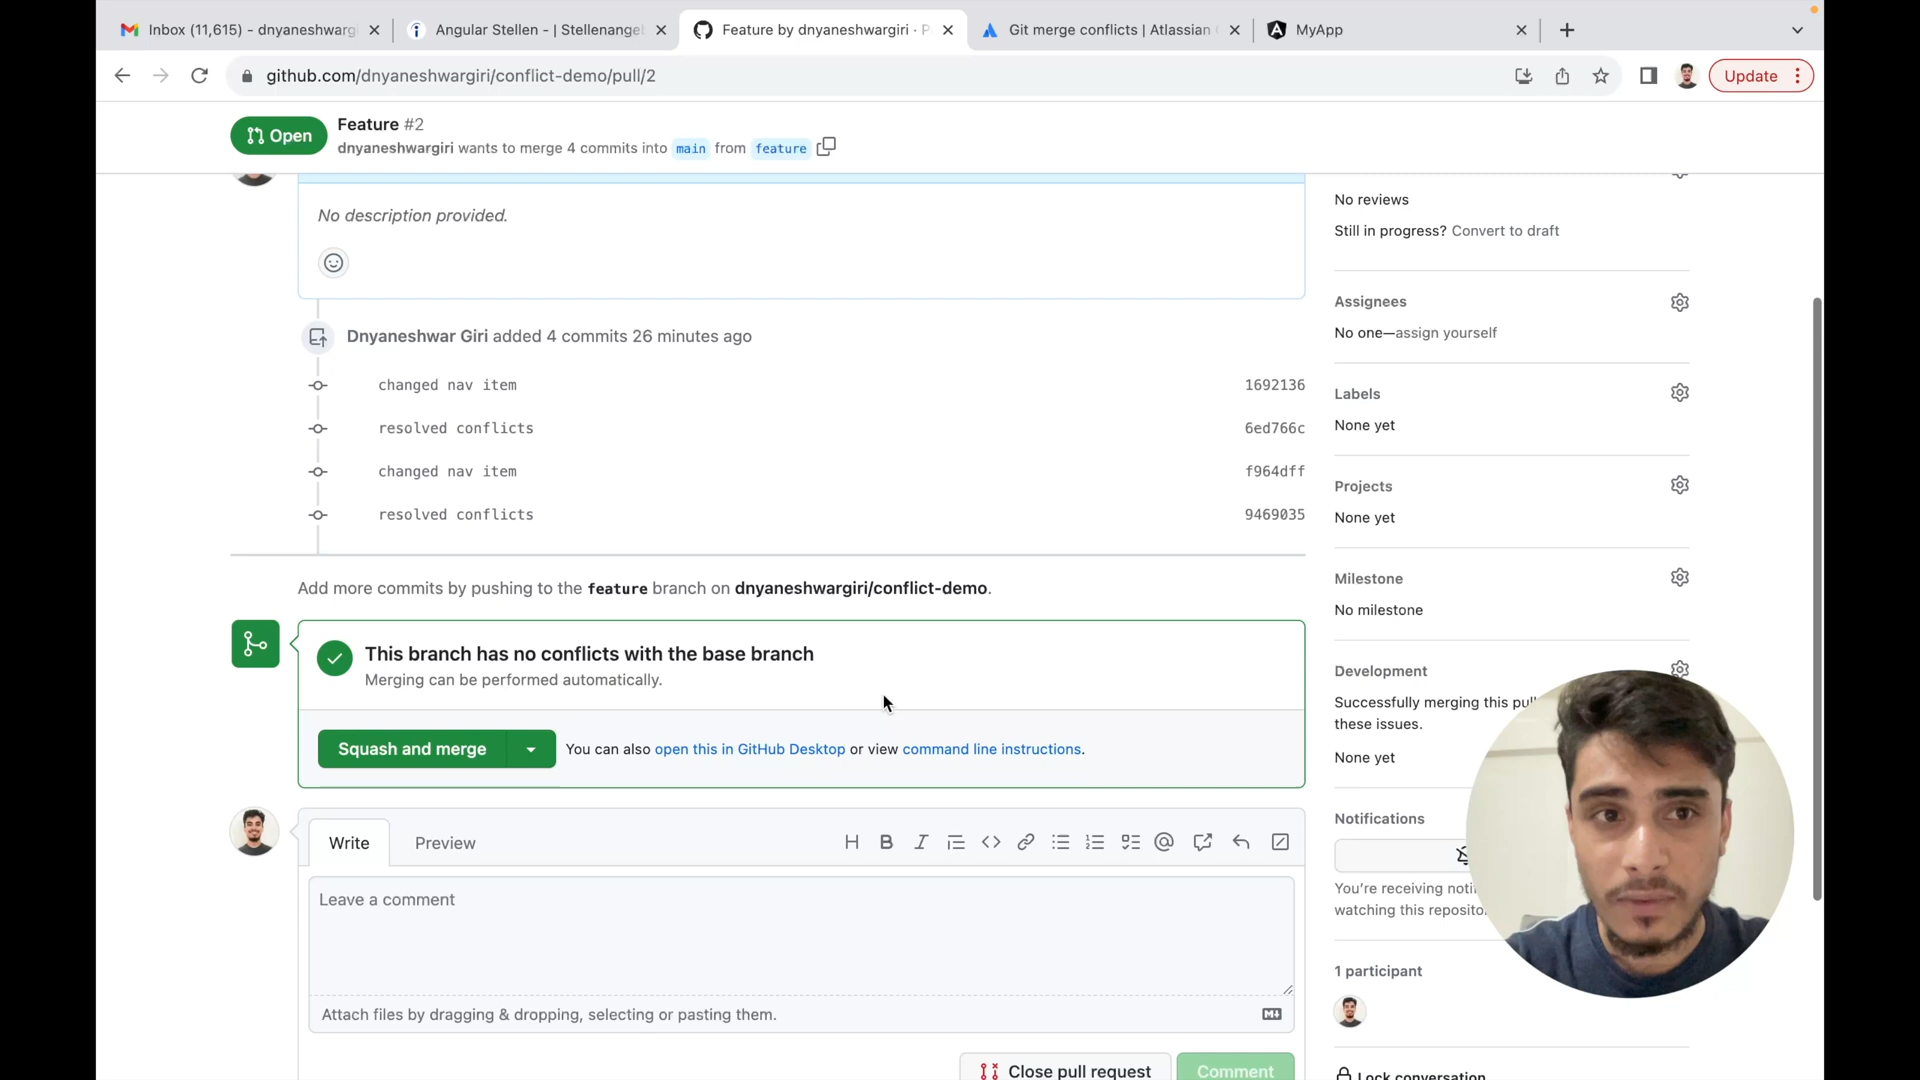 Inbox (11,615) - dnyaneshwarg
Angular Stellen - | Stellenange
Feature by dnyaneshwargiri · P
Git merge conflicts | Atlassian
MyApp
github.com/dnyaneshwargiri/conflict-demo/pull/2
Update
Open
Feature #2
dnyaneshwargiri wants to merge 4 commits into main from feature
No description provided.
Dnyaneshwar Giri added 4 commits 26 minutes ago
changed nav item 1692136
resolved conflicts 6ed766c
changed nav item f964dff
resolved conflicts 9469035
Add more commits by pushing to the feature branch on dnyaneshwargiri/conflict-demo.
This branch has no conflicts with the base branch
Merging can be performed automatically.
Squash and merge
You can also open this in GitHub Desktop or view command line instructions.
Write
Preview
H B I
Leave a comment
Attach files by dragging & dropping, selecting or pasting them.
Close pull request
Comment
No reviews
Still in progress? Convert to draft
Assignees
No one—assign yourself
Labels
None yet
Projects
None yet
Milestone
No milestone
Development
Successfully merging this pull
these issues.
None yet
Notifications
You're receiving noti
watching this reposito
1 participant
Lock conversation